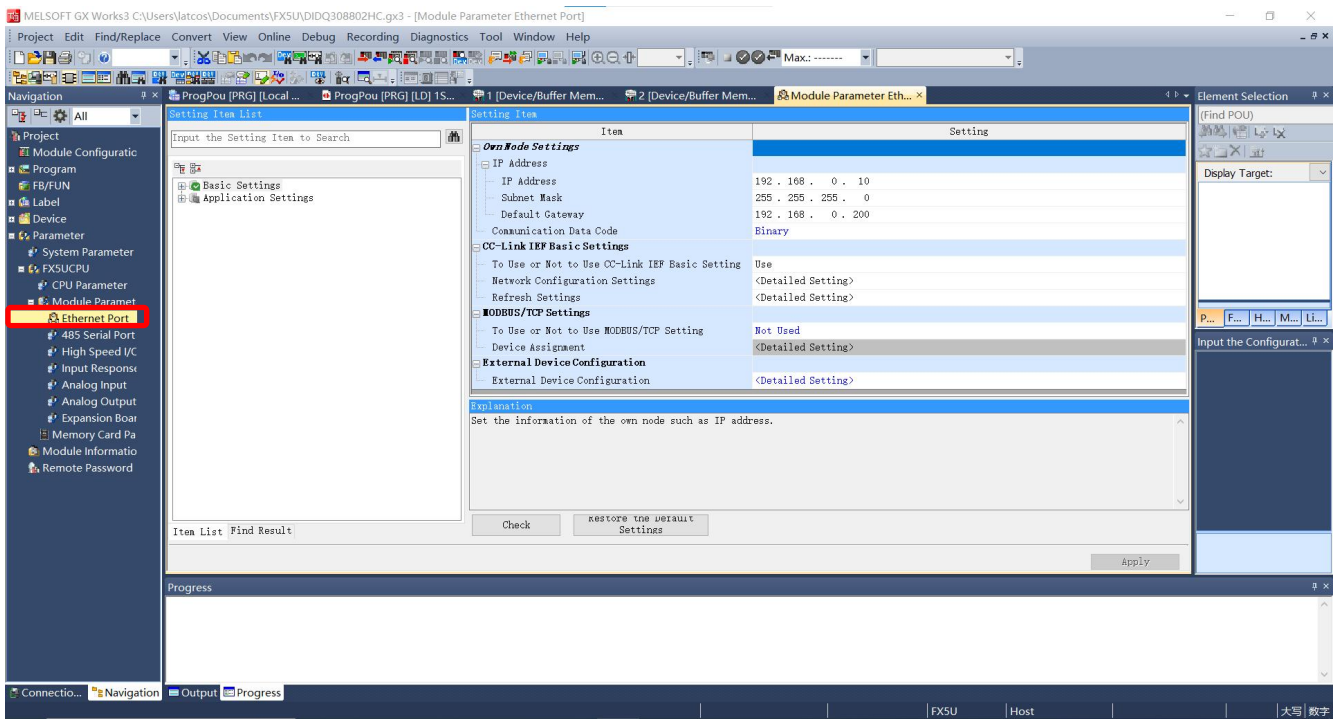 MELSOFT GX Works3 C:\Users\latcos\Documents\FX5U\DIDQ308802HC.gx3 - [Module Parameter Ethernet Port]
Project Edit Find/Replace Convert View Online Debug Recording Diagnostics Tool Window Help
Max.: -------
Navigation
All
Project
Module Configuratic
Program
FB/FUN
Label
Device
Parameter
System Parameter
FX5UCPU
CPU Parameter
Module Paramet
Ethernet Port
485 Serial Port
High Speed I/C
Input Response
Analog Input
Analog Output
Expansion Boar
Memory Card Pa
Module Informatio
Remote Password
ProgPou [PRG] [Local ... ProgPou [PRG] [LD] 1S... 1 [Device/Buffer Mem... 2 [Device/Buffer Mem... Module Parameter Eth...
Setting Item List
Input the Setting Item to Search
Basic Settings
Application Settings
Item List Find Result
Setting Item
Item Setting
Own Node Settings
IP Address
IP Address 192 . 168 . 0 . 10
Subnet Mask 255 . 255 . 255 . 0
Default Gateway 192 . 168 . 0 . 200
Communication Data Code Binary
CC-Link IEF Basic Settings
To Use or Not to Use CC-Link IEF Basic Setting Use
Network Configuration Settings <Detailed Setting>
Refresh Settings <Detailed Setting>
MODBUS/TCP Settings
To Use or Not to Use MODBUS/TCP Setting Not Used
Device Assignment <Detailed Setting>
External Device Configuration
External Device Configuration <Detailed Setting>
Explanation
Set the information of the own node such as IP address.
Check
Restore the Default
Settings
Apply
Element Selection
(Find POU)
Display Target:
P... F... H... M... Li...
Input the Configurat...
Progress
Connectio... Navigation Output Progress
FX5U Host 大写 数字